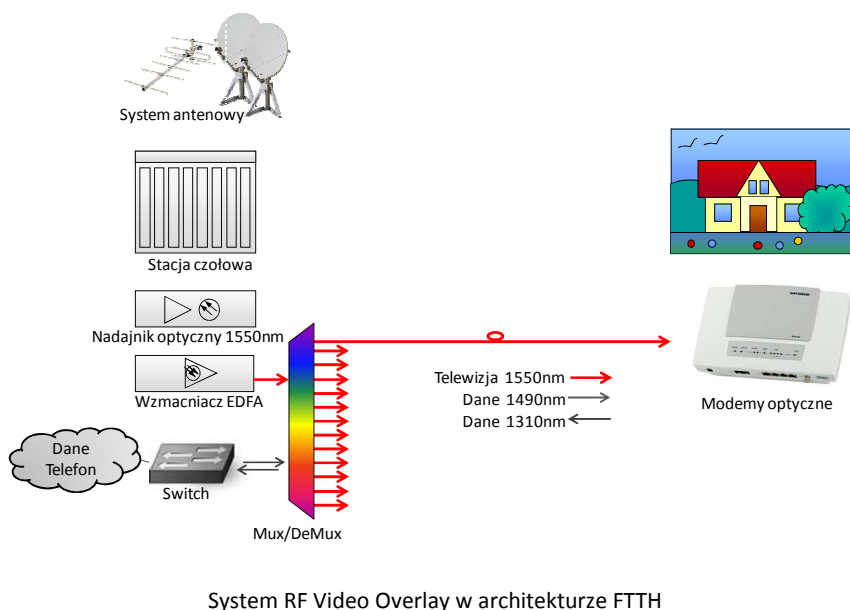 System antenowy
Stacja czołowa
Nadajnik optyczny 1550nm
Wzmacniacz EDFA
Dane
Telefon
Switch
Mux/DeMux
Telewizja 1550nm
Dane 1490nm
Dane 1310nm
Modemy optyczne
System RF Video Overlay w architekturze FTTH